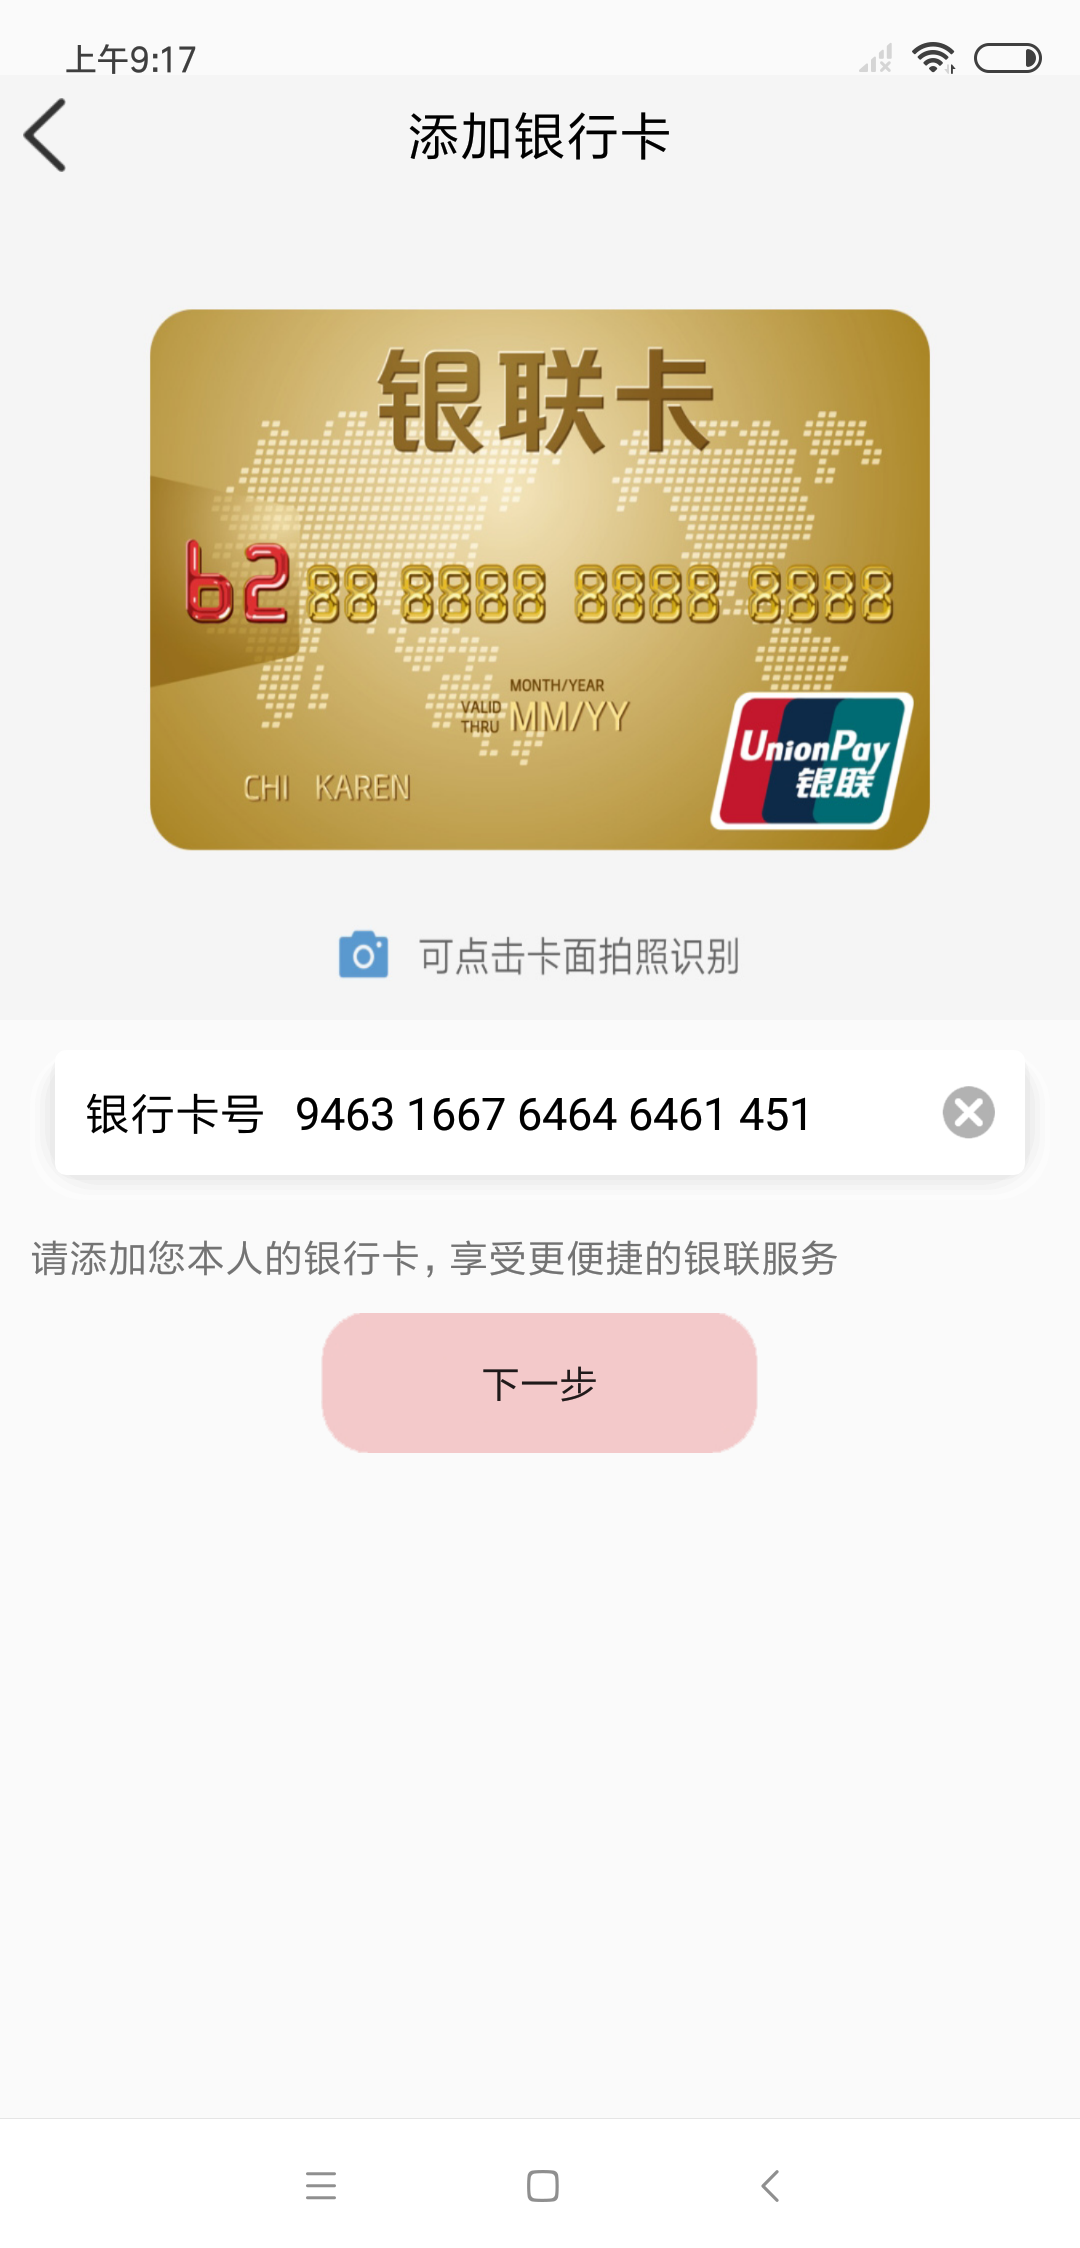 上午9:17
添加银行卡
银联卡
6288 8888 8888 8888
MONTH/YEAR
VALID THRU MM/YY
CHI KAREN
UnionPay
银联
可点击卡面拍照识别
银行卡号 9463 1667 6464 6461 451
请添加您本人的银行卡，享受更便捷的银联服务
下一步